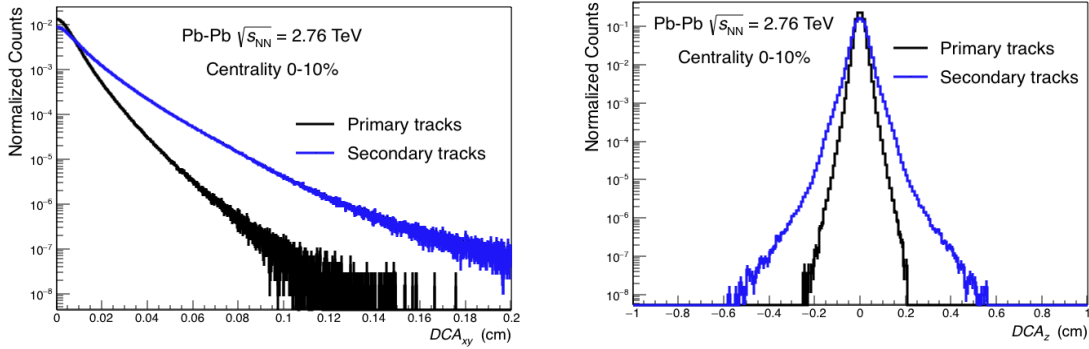 Normalized Counts
10⁻²
10⁻³
10⁻⁴
10⁻⁵
10⁻⁶
10⁻⁷
10⁻⁸
Pb-Pb √sNN = 2.76 TeV
Centrality 0-10%
Primary tracks
Secondary tracks
0 0.02 0.04 0.06 0.08 0.1 0.12 0.14 0.16 0.18 0.2
DCAxy (cm)
Normalized Counts
10⁻¹
10⁻²
10⁻³
10⁻⁴
10⁻⁵
10⁻⁶
10⁻⁷
10⁻⁸
Pb-Pb √sNN = 2.76 TeV
Centrality 0-10%
Primary tracks
Secondary tracks
−1 −0.8 −0.6 −0.4 −0.2 0 0.2 0.4 0.6 0.8 1
DCAz (cm)